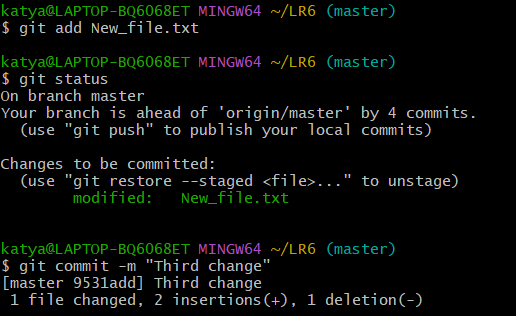 katya@LAPTOP-BQ6068ET MINGW64 ~/LR6 (master)
$ git add New_file.txt
katya@LAPTOP-BQ6068ET MINGW64 ~/LR6 (master)
$ git status
On branch master
Your branch is ahead of 'origin/master' by 4 commits.
  (use "git push" to publish your local commits)
Changes to be committed:
  (use "git restore --staged <file>..." to unstage)
        modified:   New_file.txt
katya@LAPTOP-BQ6068ET MINGW64 ~/LR6 (master)
$ git commit -m "Third change"
[master 9531add] Third change
 1 file changed, 2 insertions(+), 1 deletion(-)